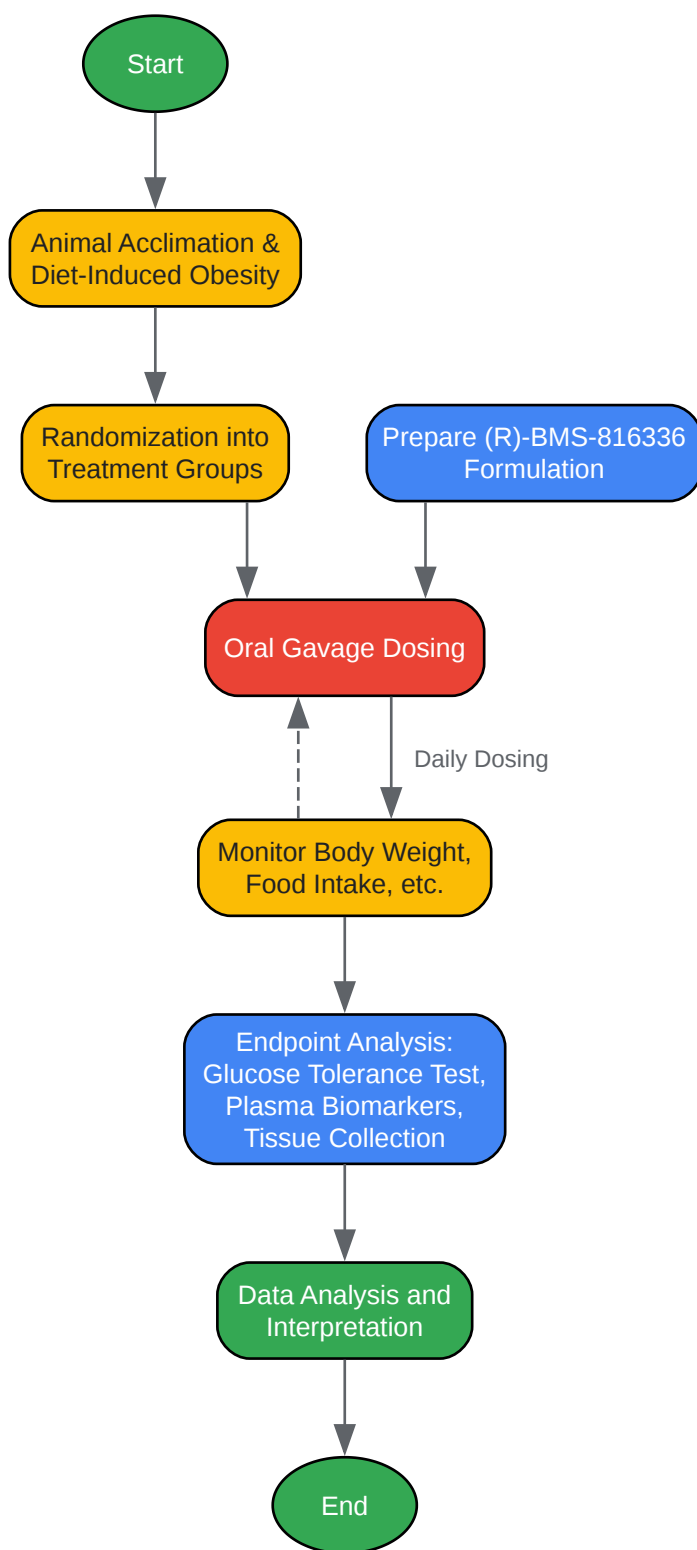 Start
Animal Acclimation &
Diet-Induced Obesity
Randomization into
Treatment Groups
Prepare (R)-BMS-816336
Formulation
Oral Gavage Dosing
Daily Dosing
Monitor Body Weight,
Food Intake, etc.
Endpoint Analysis:
Glucose Tolerance Test,
Plasma Biomarkers,
Tissue Collection
Data Analysis and
Interpretation
End